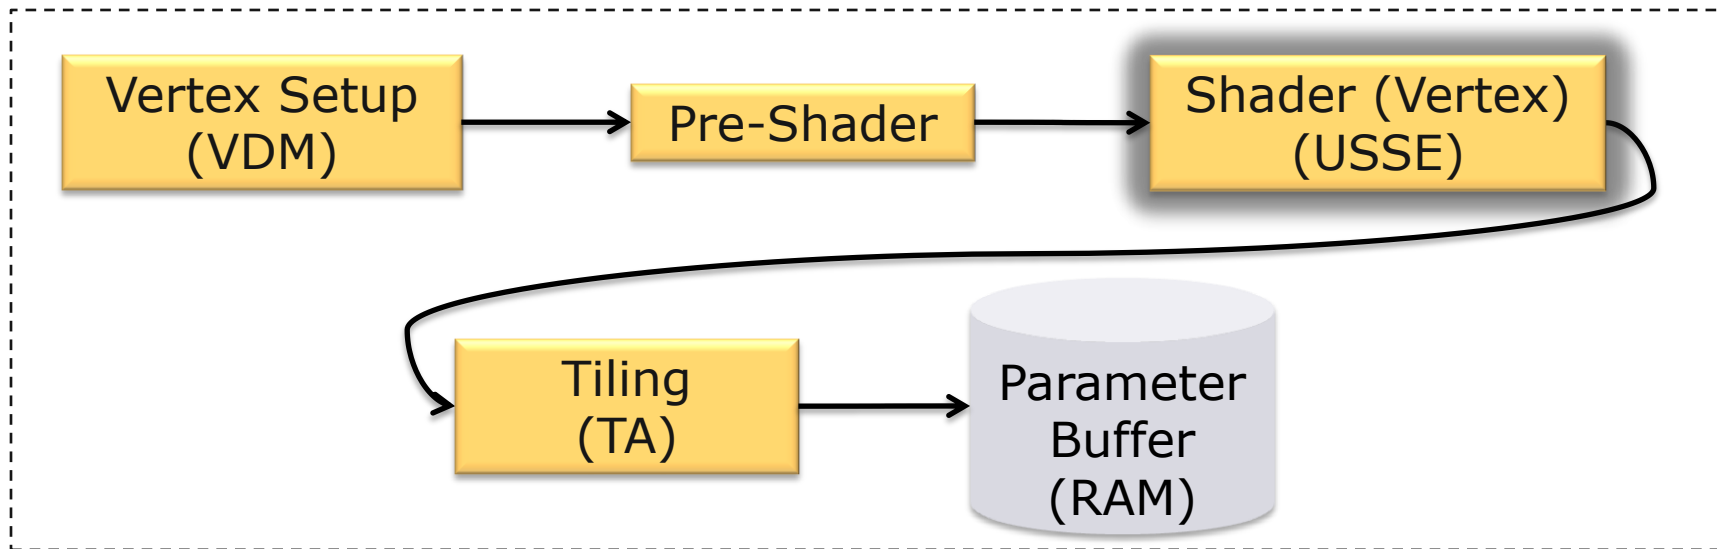 Vertex Setup
(VDM)
Pre-Shader
Shader (Vertex)
(USSE)
Tiling
(TA)
Parameter
Buffer
(RAM)